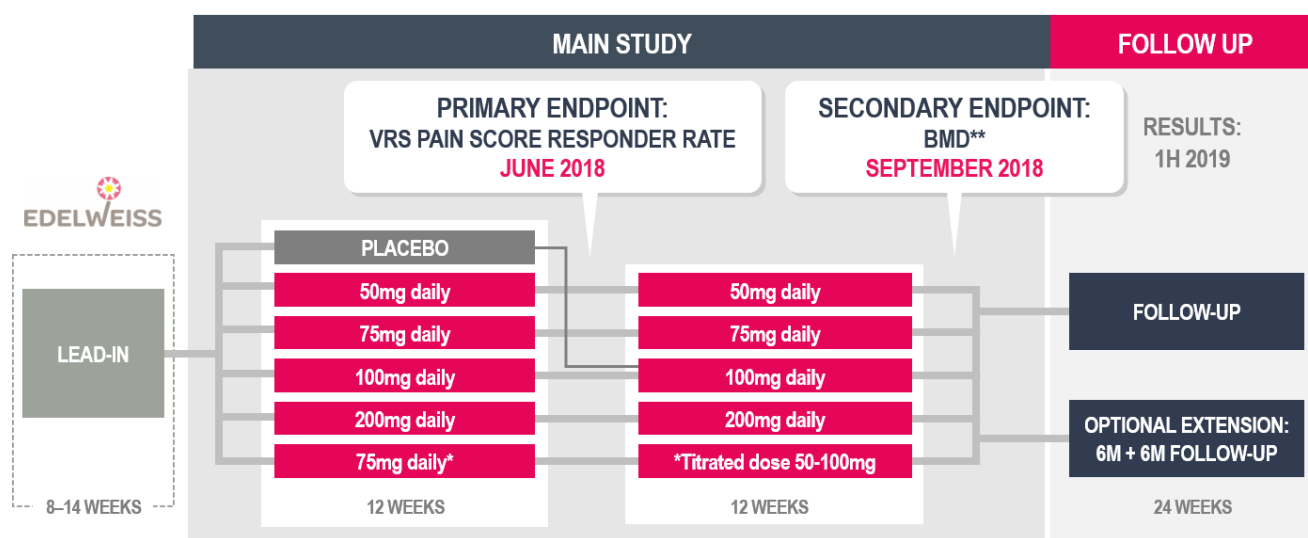 MAIN STUDY
FOLLOW UP
PRIMARY ENDPOINT:
VRS PAIN SCORE RESPONDER RATE
JUNE 2018
SECONDARY ENDPOINT:
BMD**
SEPTEMBER 2018
RESULTS:
1H 2019
EDELWEISS
LEAD-IN
8–14 WEEKS
PLACEBO
50mg daily
75mg daily
100mg daily
200mg daily
75mg daily*
12 WEEKS
50mg daily
75mg daily
100mg daily
200mg daily
*Titrated dose 50-100mg
12 WEEKS
FOLLOW-UP
OPTIONAL EXTENSION:
6M + 6M FOLLOW-UP
24 WEEKS